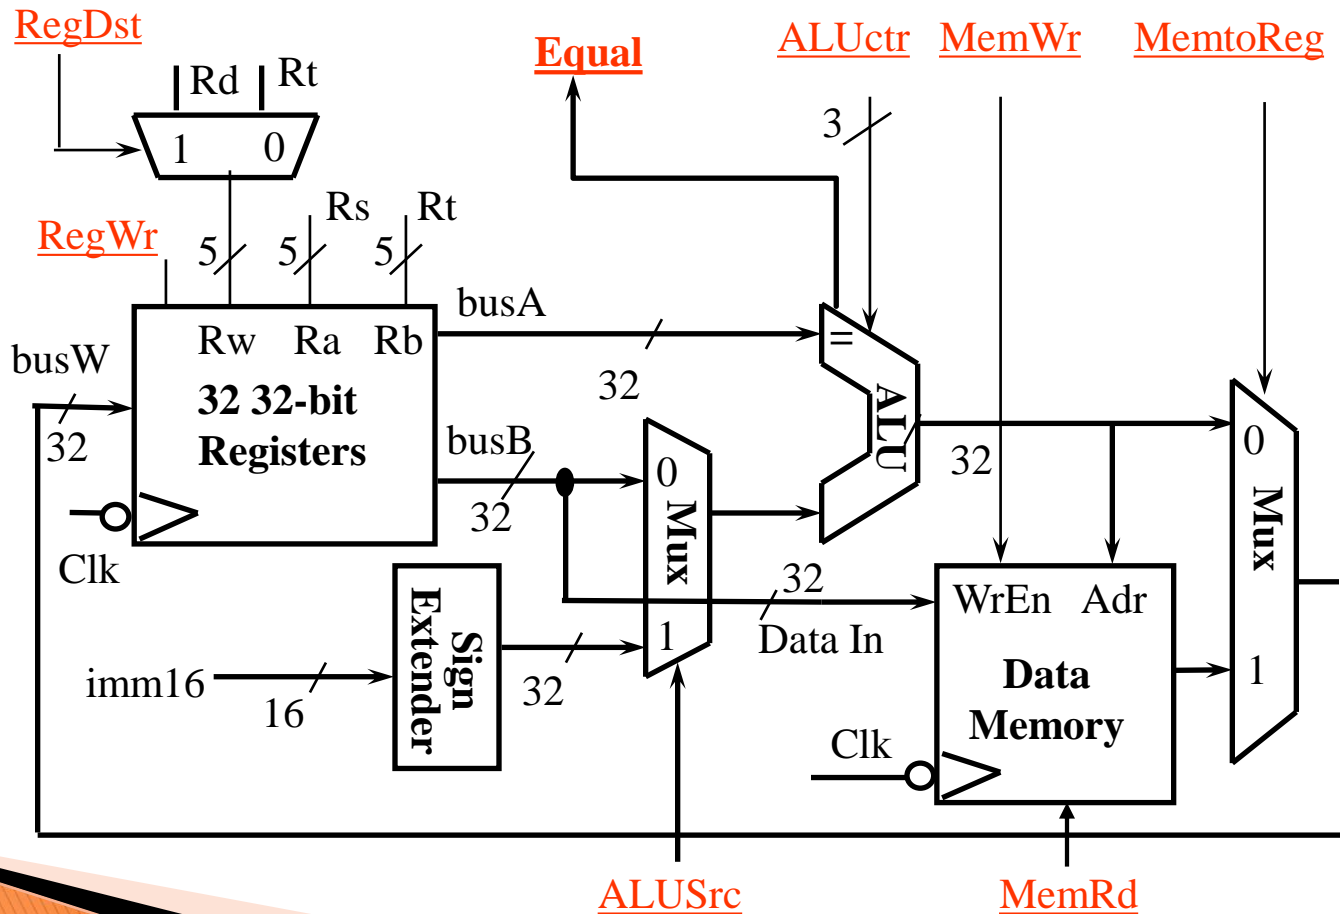 RegDst
Equal
ALUctr
MemWr
MemtoReg
Rd
Rt
1
0
3
Rs
Rt
RegWr
5
5
5
busA
busW
Rw
Ra
Rb
=
32
32 32-bit
Registers
32
busB
ALU
0
32
0
32
Mux
Mux
Clk
32
WrEn
Adr
Sign
Extender
1
Data In
imm16
16
32
Data
Memory
1
Clk
ALUSrc
MemRd